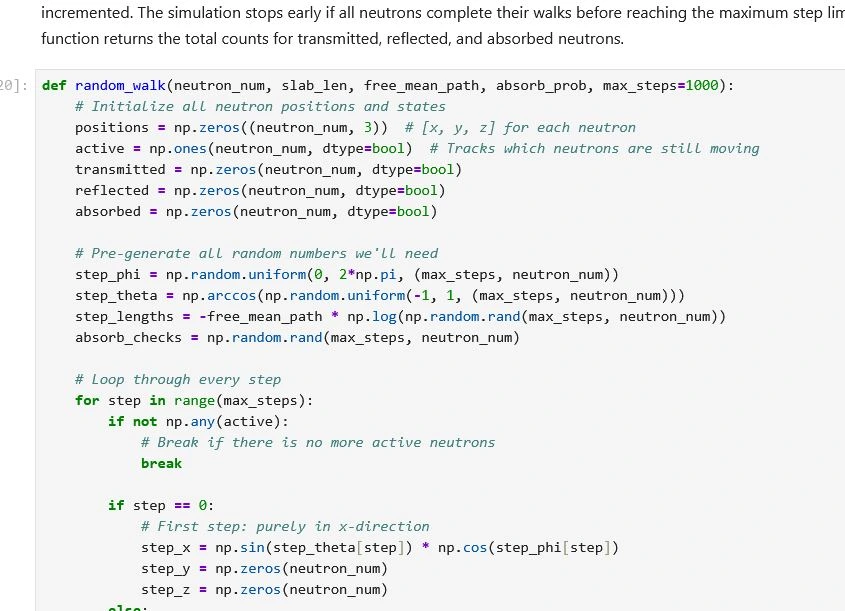 incremented. The simulation stops early if all neutrons complete their walks before reaching the maximum step
function returns the total counts for transmitted, reflected, and absorbed neutrons.
20]: def random_walk(neutron_num, slab_len, free_mean_path, absorb_prob, max_steps=1000):
    # Initialize all neutron positions and states
    positions = np.zeros((neutron_num, 3))  # [x, y, z] for each neutron
    active = np.ones(neutron_num, dtype=bool)  # Tracks which neutrons are still moving
    transmitted = np.zeros(neutron_num, dtype=bool)
    reflected = np.zeros(neutron_num, dtype=bool)
    absorbed = np.zeros(neutron_num, dtype=bool)
    # Pre-generate all random numbers we'll need
    step_phi = np.random.uniform(0, 2*np.pi, (max_steps, neutron_num))
    step_theta = np.arccos(np.random.uniform(-1, 1, (max_steps, neutron_num)))
    step_lengths = -free_mean_path * np.log(np.random.rand(max_steps, neutron_num))
    absorb_checks = np.random.rand(max_steps, neutron_num)
    # Loop through every step
    for step in range(max_steps):
        if not np.any(active):
            # Break if there is no more active neutrons
            break
        if step == 0:
            # First step: purely in x-direction
            step_x = np.sin(step_theta[step]) * np.cos(step_phi[step])
            step_y = np.zeros(neutron_num)
            step_z = np.zeros(neutron_num)
        else: